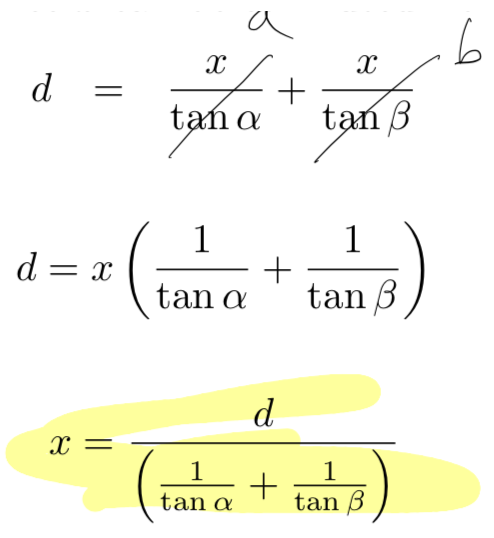 a b
d = x/tan α + x/tan β
d = x ( 1/tan α + 1/tan β )
x = d/( 1/tan α + 1/tan β )